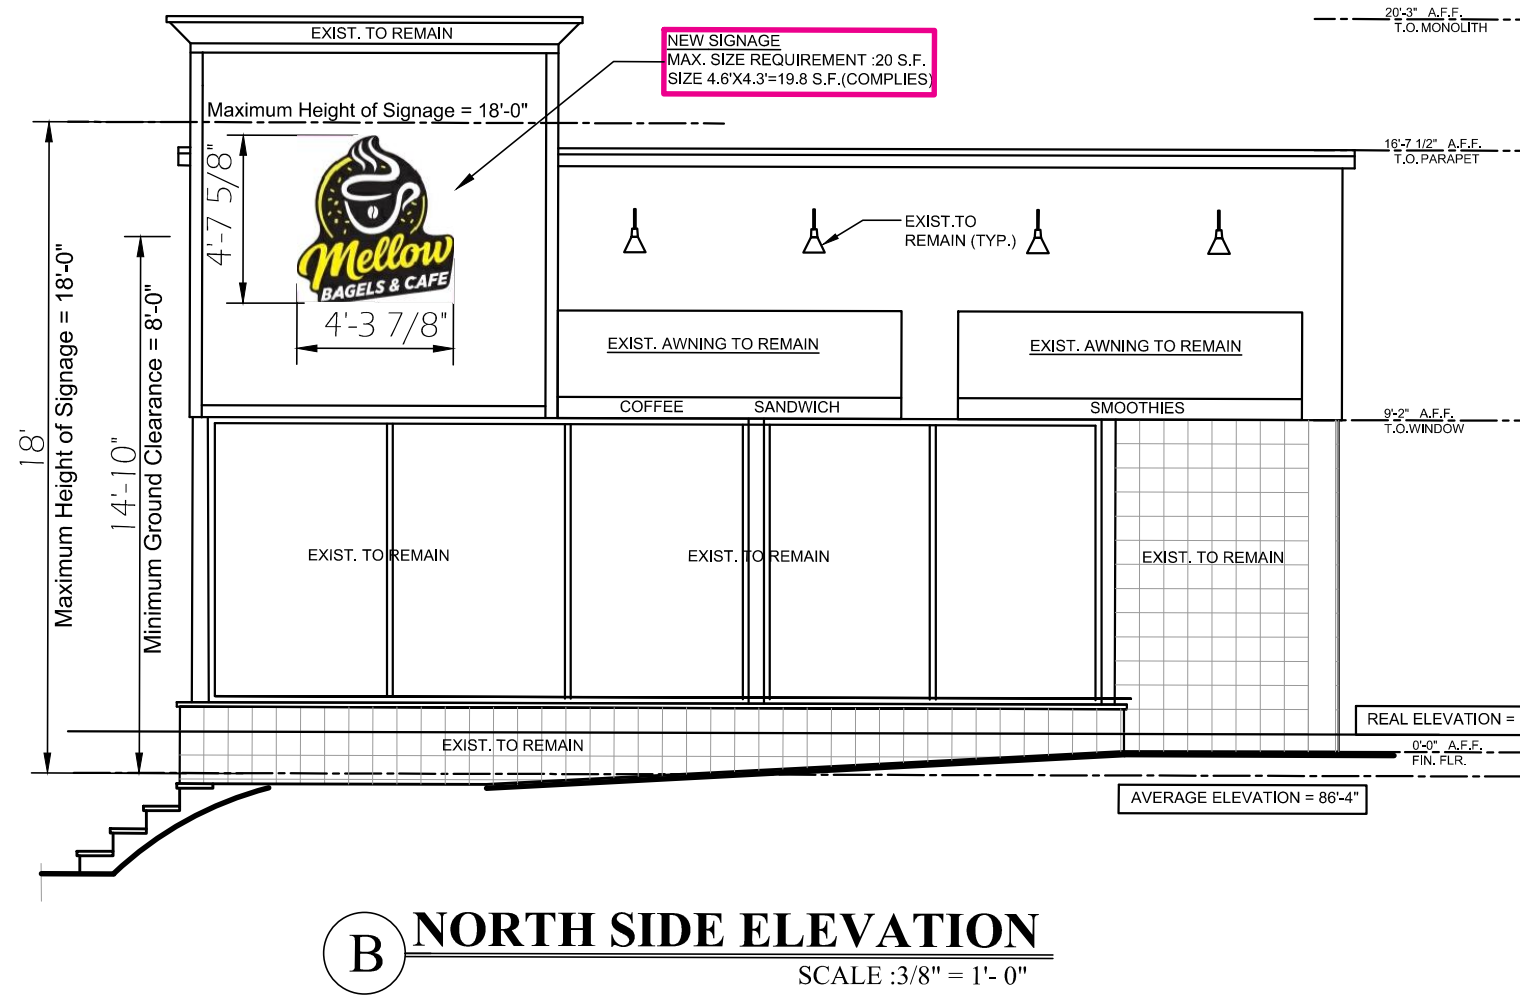 EXIST. TO REMAIN
NEW SIGNAGE
MAX. SIZE REQUIREMENT :20 S.F.
SIZE 4.6'X4.3'=19.8 S.F.(COMPLIES)
20'-3" A.F.F.
T.O. MONOLITH
Maximum Height of Signage = 18'-0"
16'-7 1/2" A.F.F.
T.O. PARAPET
4'-7 5/8"
Mellow
BAGELS & CAFE
4'-3 7/8"
EXIST.TO
REMAIN (TYP.)
EXIST. AWNING TO REMAIN
EXIST. AWNING TO REMAIN
COFFEE SANDWICH
SMOOTHIES
9'-2" A.F.F.
T.O.WINDOW
18'
Maximum Height of Signage = 18'-0"
14'-10"
Minimum Ground Clearance = 8'-0"
EXIST. TO REMAIN
EXIST. TO REMAIN
EXIST. TO REMAIN
EXIST. TO REMAIN
REAL ELEVATION =
0'-0" A.F.F.
FIN. FLR.
AVERAGE ELEVATION = 86'-4"
B
NORTH SIDE ELEVATION
SCALE :3/8" = 1'- 0"